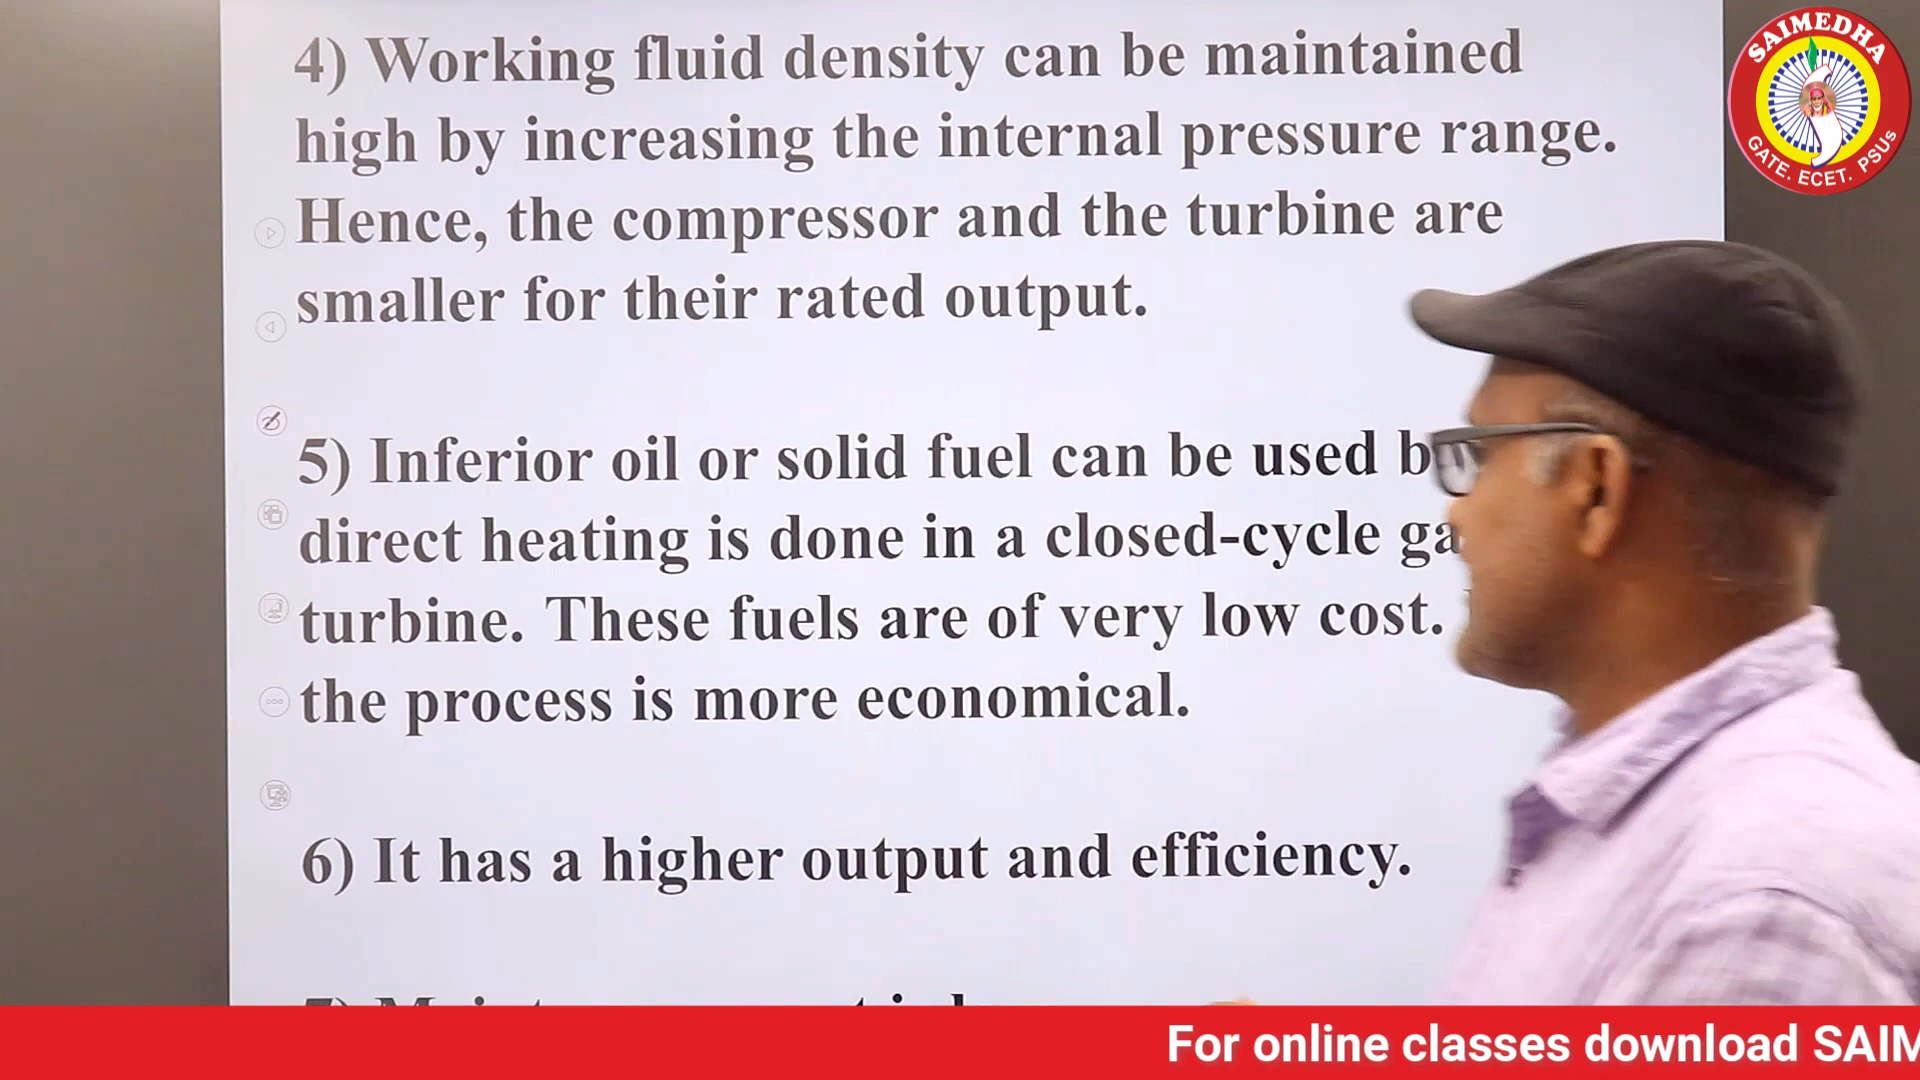 4) Working fluid density can be maintained
high by increasing the internal pressure range.
Hence, the compressor and the turbine are
smaller for their rated output.
5) Inferior oil or solid fuel can be used
direct heating is done in a closed-cycle
turbine. These fuels are of very low cost.
the process is more economical.
6) It has a higher output and efficiency.
SAIMEDHA
GATE. ECET. PSUs
For online classes download SAIM